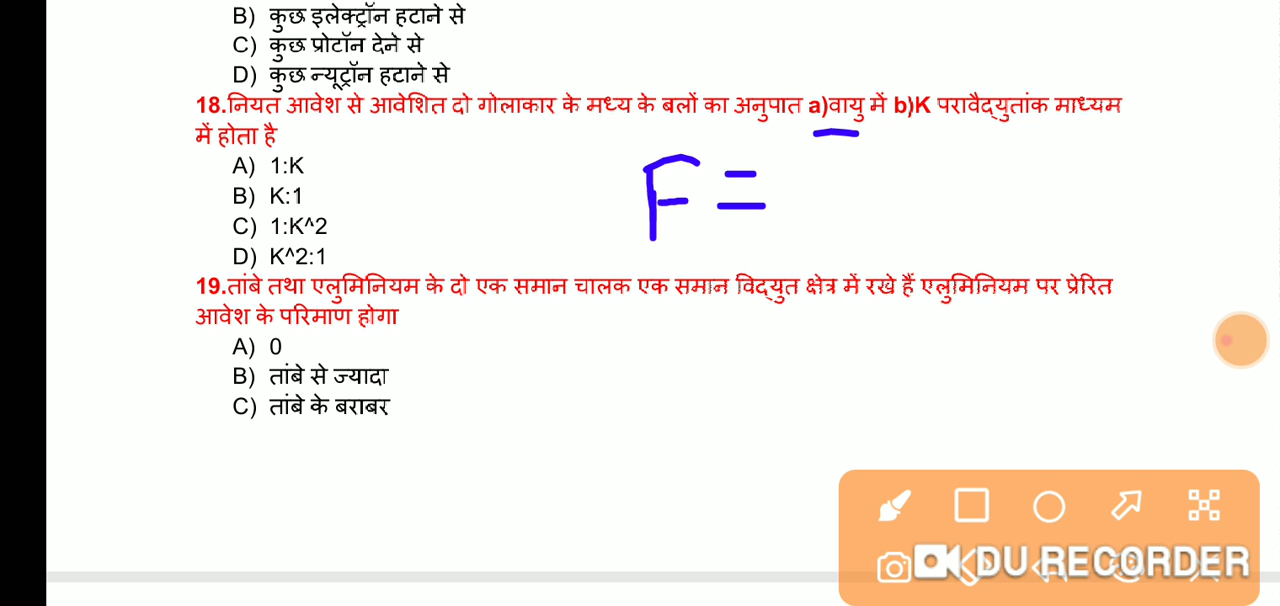 B) कुछ इलेक्ट्रॉन हटाने से
C) कुछ प्रोटॉन देने से
D) कुछ न्यूट्रॉन हटाने से
18.नियत आवेश से आवेशित दो गोलाकार के मध्य के बलों का अनुपात a)वायु में b)K परावैद्युतांक माध्यम
में होता है
A) 1:K
B) K:1
C) 1:K^2
D) K^2:1
F =
19.तांबे तथा एलुमिनियम के दो एक समान चालक एक समान विद्युत क्षेत्र में रखे हैं एलुमिनियम पर प्रेरित
आवेश के परिमाण होगा
A) 0
B) तांबे से ज्यादा
C) तांबे के बराबर
DU RECORDER